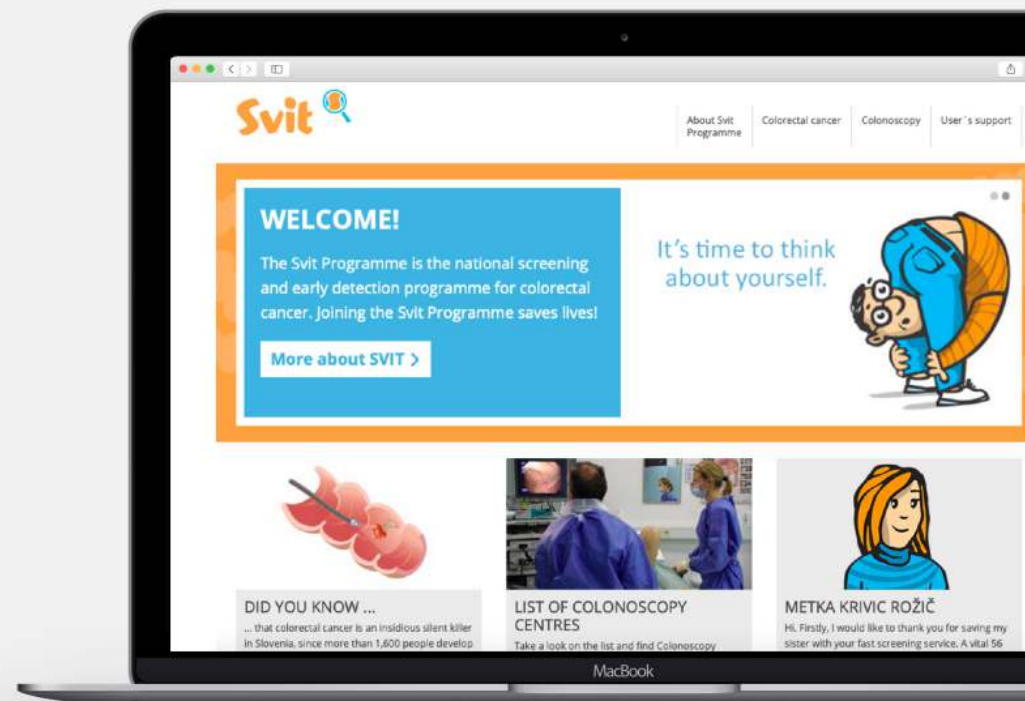 Svit
About Svit
Programme
Colorectal cancer
Colonoscopy
User´s support
WELCOME!
The Svit Programme is the national screening
and early detection programme for colorectal
cancer. Joining the Svit Programme saves lives!
More about SVIT >
It's time to think
about yourself.
DID YOU KNOW ...
... that colorectal cancer is an insidious silent killer
in Slovenia, since more than 1,600 people develop
LIST OF COLONOSCOPY
CENTRES
Take a look on the list and find Colonoscopy
METKA KRIVIC ROŽIČ
Hi. Firstly, I would like to thank you for saving my
sister with your fast screening service. A vital 56
MacBook